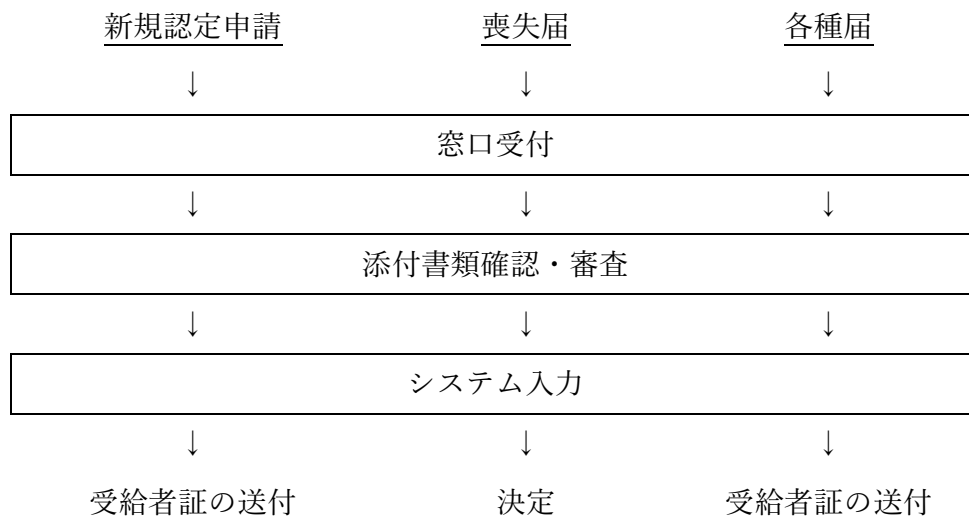 新規認定申請 喪失届 各種届
↓ ↓ ↓
窓口受付
↓ ↓ ↓
添付書類確認・審査
↓ ↓ ↓
システム入力
↓ ↓ ↓
受給者証の送付 決定 受給者証の送付